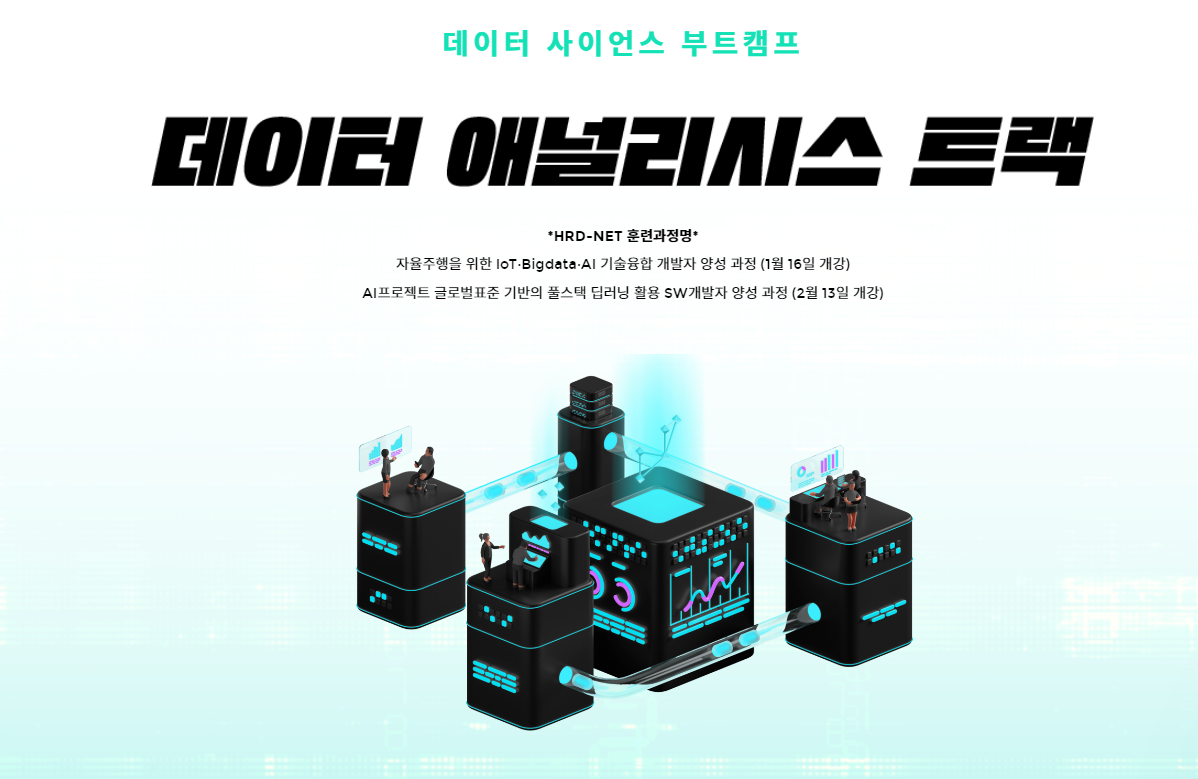 데이터 사이언스 부트캠프
데이터 애널리시스 트랙
*HRD-NET 훈련과정명*
자율주행을 위한 IoT·Bigdata·AI 기술융합 개발자 양성 과정 (1월 16일 개강)
AI프로젝트 글로벌표준 기반의 풀스택 딥러닝 활용 SW개발자 양성 과정 (2월 13일 개강)